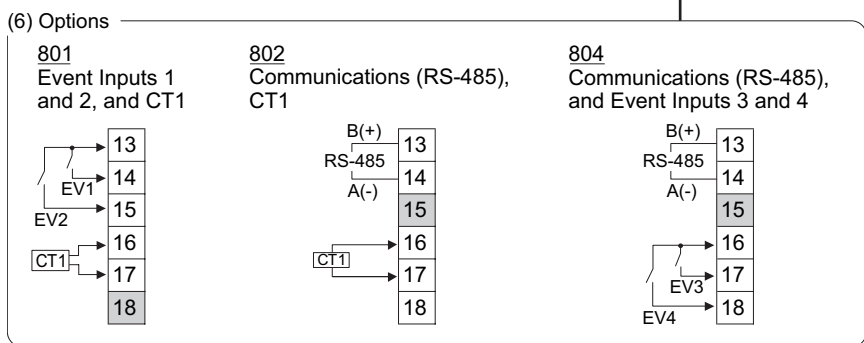 (6) Options
801
Event Inputs 1
and 2, and CT1
13
14
15
16
17
18
EV1
EV2
CT1
802
Communications (RS-485),
CT1
B(+)
RS-485
A(-)
13
14
15
16
17
18
CT1
804
Communications (RS-485),
and Event Inputs 3 and 4
B(+)
RS-485
A(-)
13
14
15
16
17
18
EV3
EV4